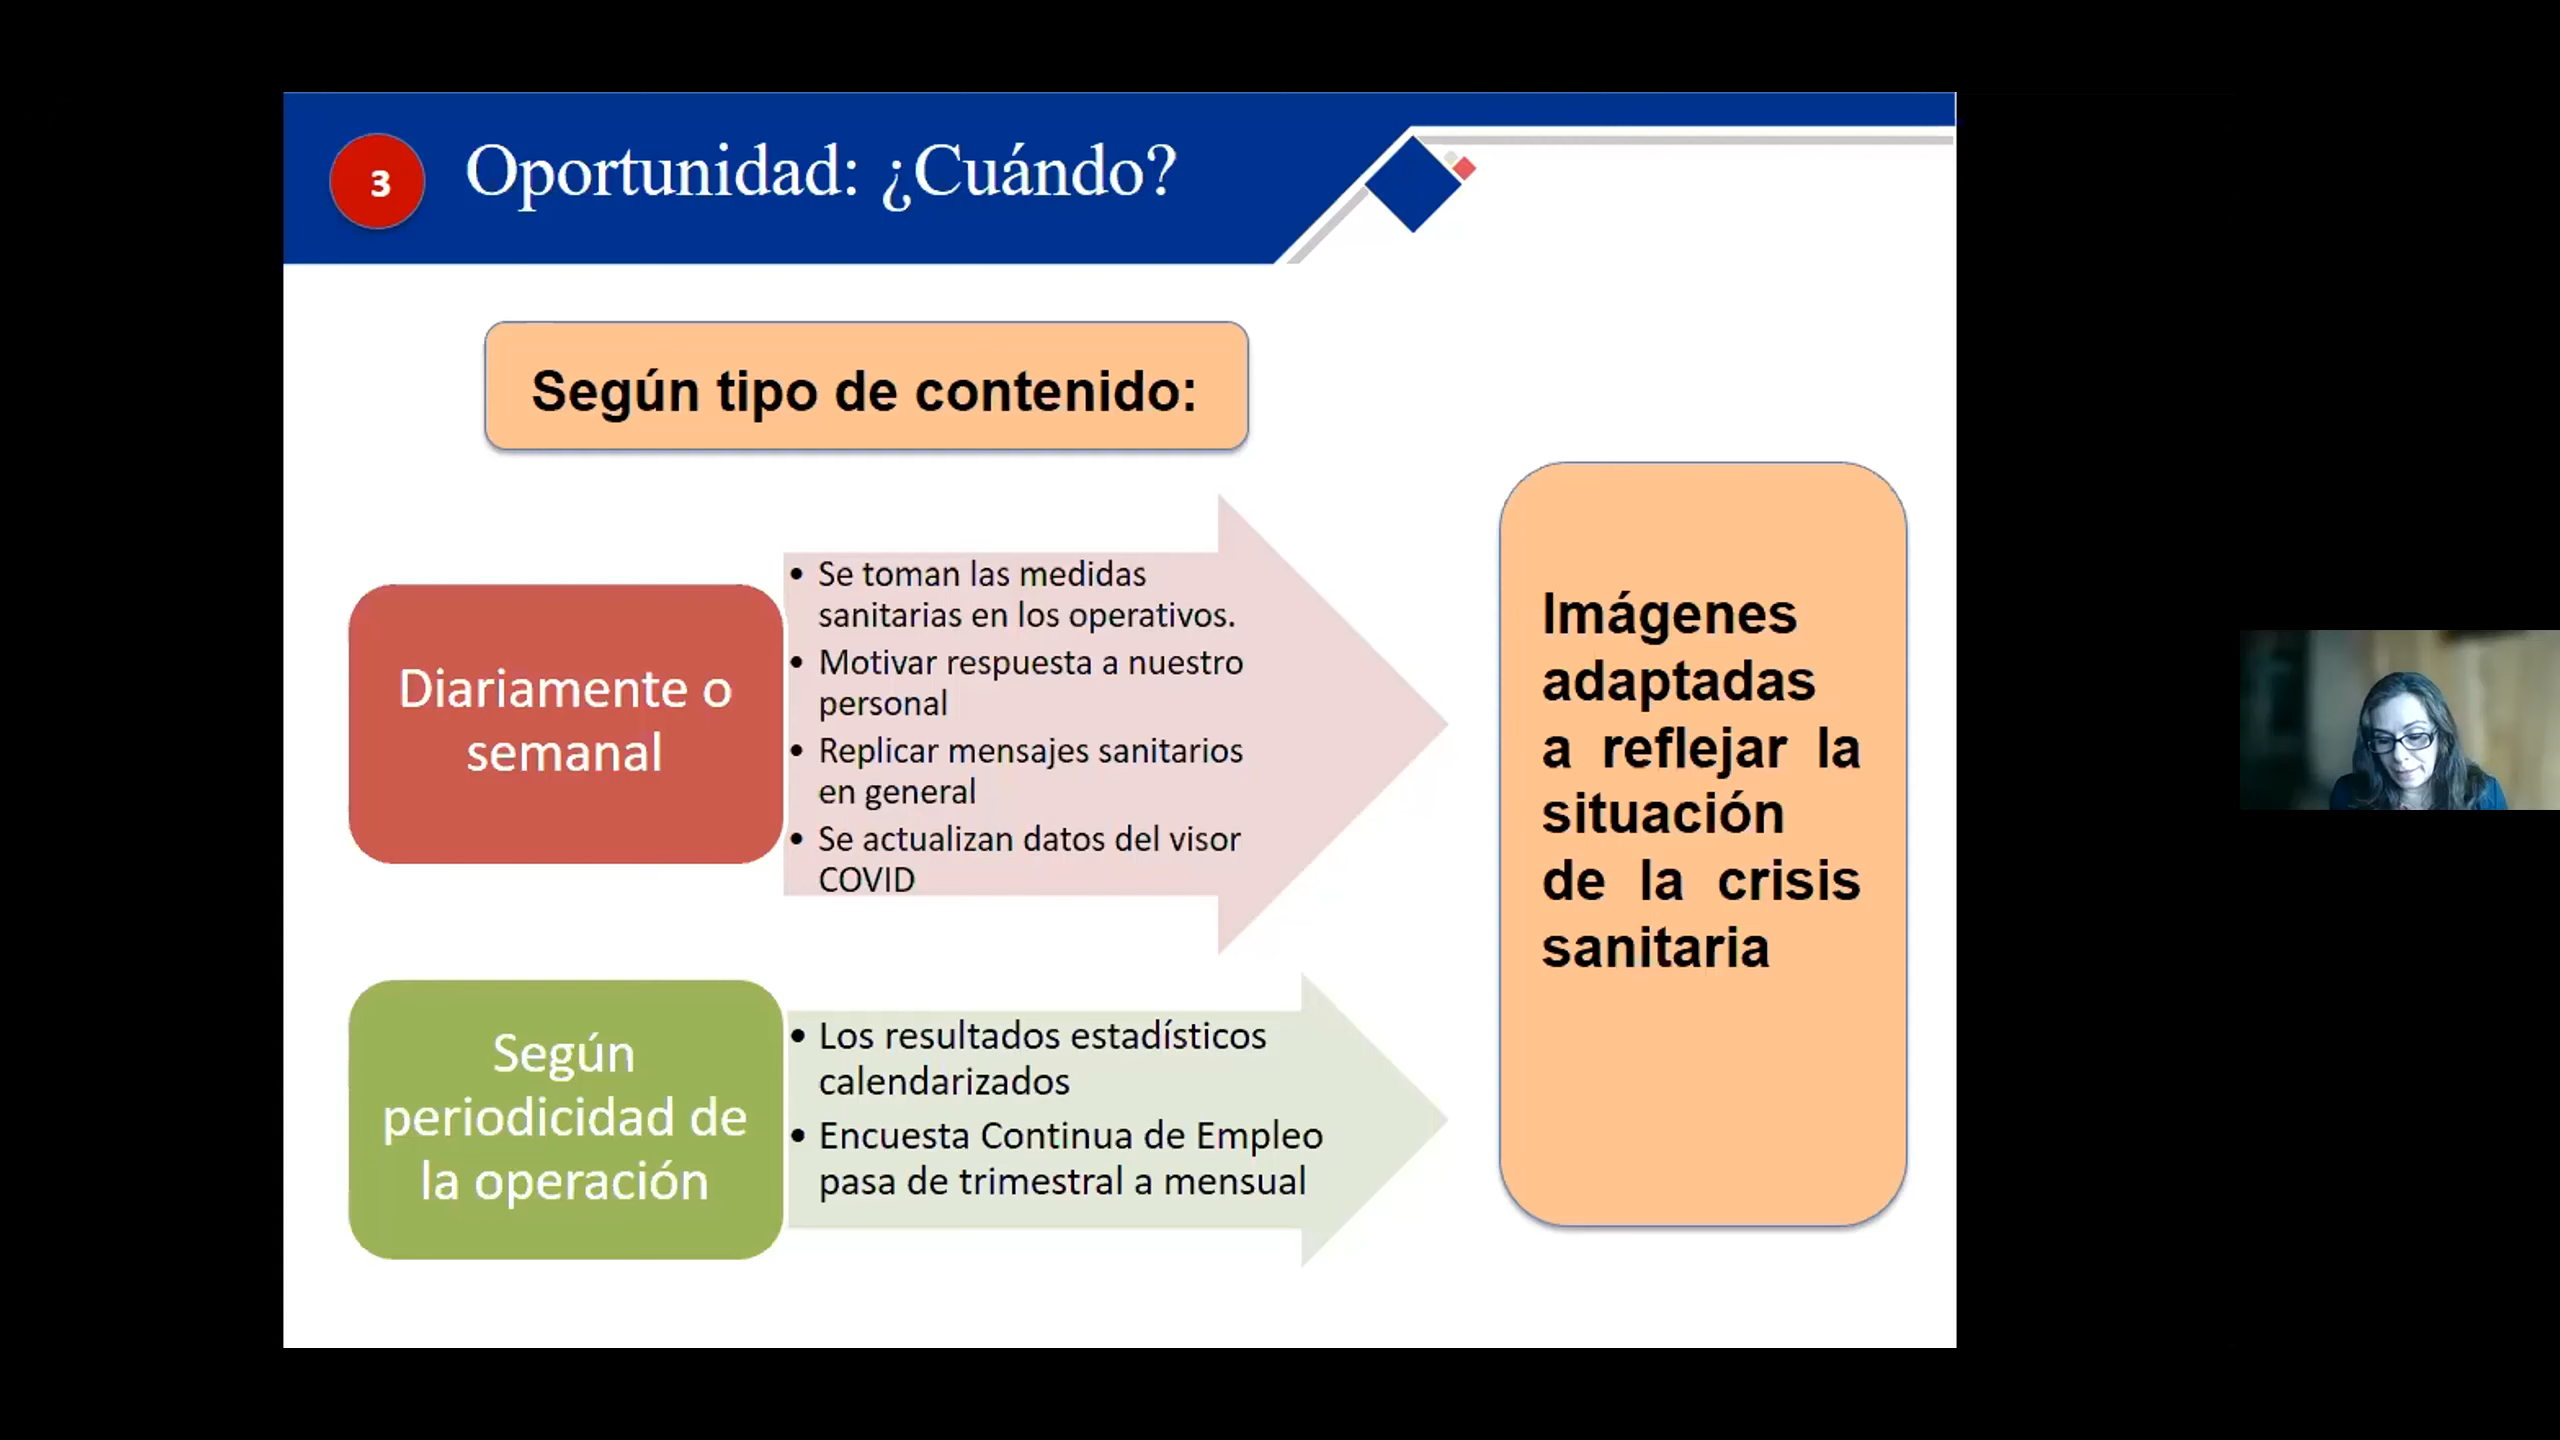 3
Oportunidad: ¿Cuándo?
Según tipo de contenido:
Diariamente o
semanal
• Se toman las medidas
sanitarias en los operativos.
• Motivar respuesta a nuestro
personal
• Replicar mensajes sanitarios
en general
• Se actualizan datos del visor
COVID
Según
periodicidad de
la operación
• Los resultados estadísticos
calendarizados
• Encuesta Continua de Empleo
pasa de trimestral a mensual
Imágenes
adaptadas
a reflejar la
situación
de la crisis
sanitaria